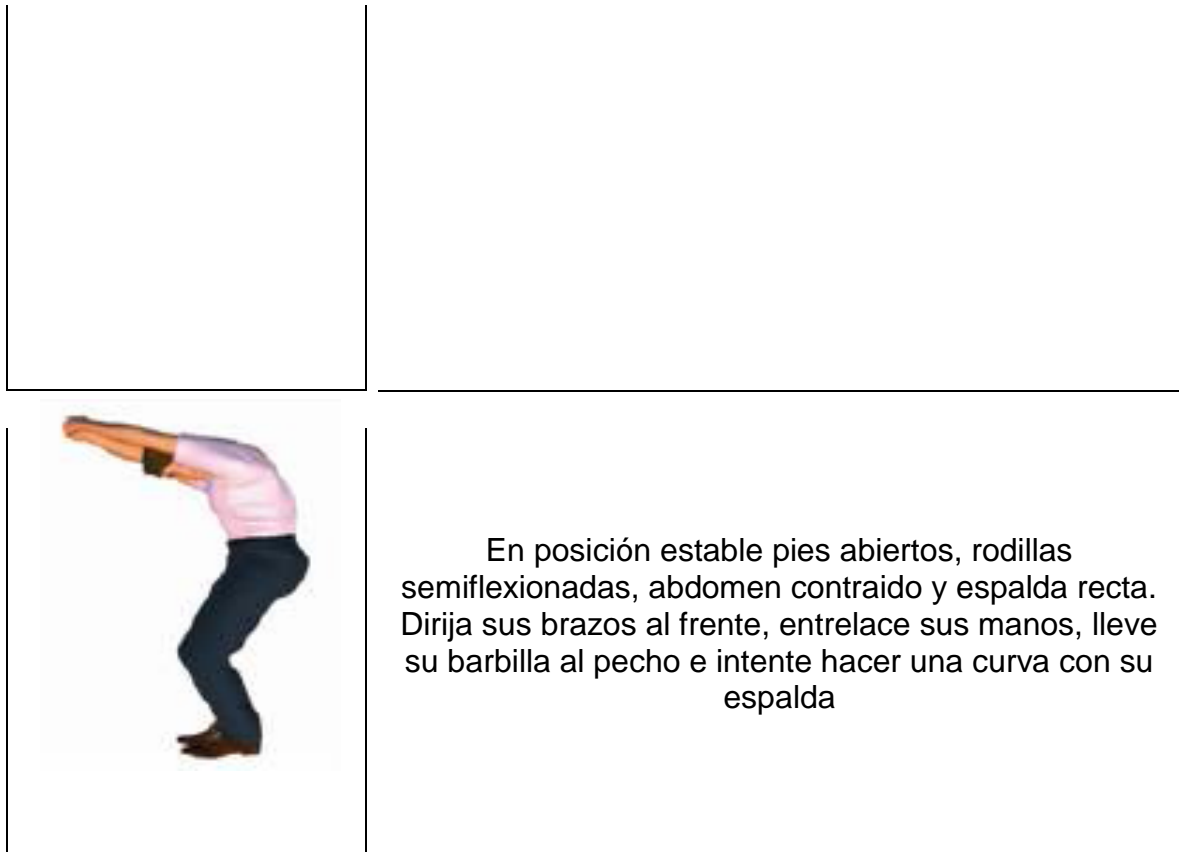 En posición estable pies abiertos, rodillas
semiflexionadas, abdomen contraido y espalda recta.
Dirija sus brazos al frente, entrelace sus manos, lleve
su barbilla al pecho e intente hacer una curva con su
espalda